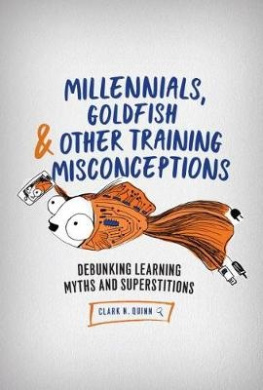 MILLENNIALS,
GOLDFISH
& OTHER TRAINING
MISCONCEPTIONS
DEBUNKING LEARNING
MYTHS AND SUPERSTITIONS
CLARK N. QUINN